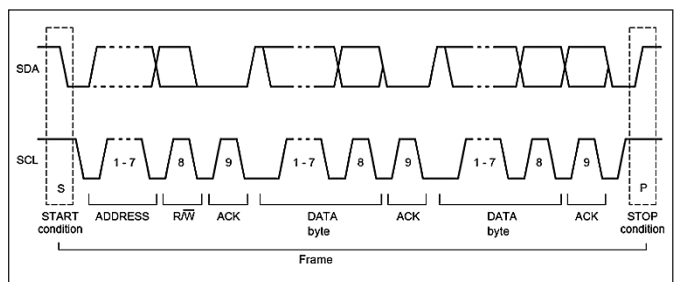 SDA
SCL
1 - 7 8 9 1 - 7 8 9 1 - 7 8 9
S P
START condition ADDRESS R/W̅ ACK DATA byte ACK DATA byte ACK STOP condition
Frame